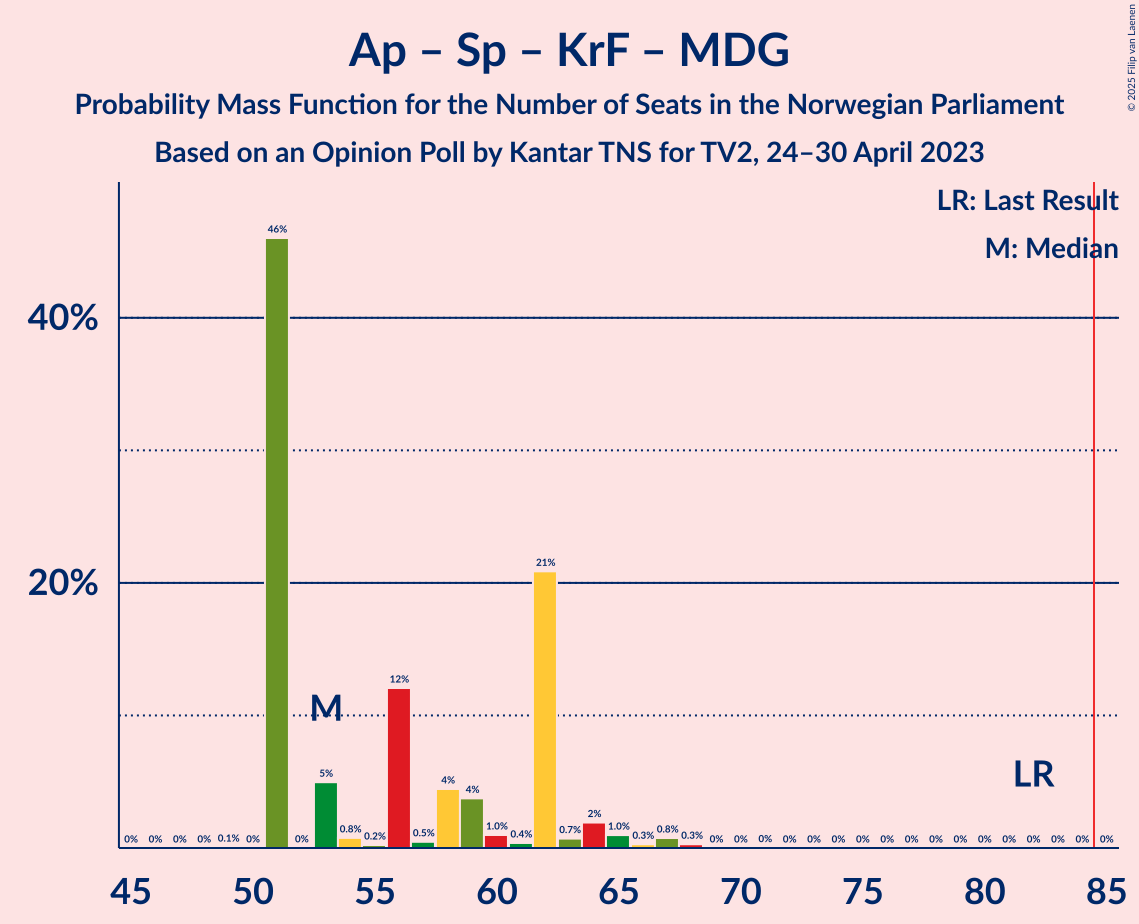 Ap – Sp – KrF – MDG
Probability Mass Function for the Number of Seats in the Norwegian Parliament
Based on an Opinion Poll by Kantar TNS for TV2, 24–30 April 2023
© 2025 Filip van Laenen
LR: Last Result
M: Median
46%
40%
21%
20%
12%
M
5%
4%
4%
LR
0% 0% 0% 0% 0.1% 0% 0% 0.8% 0.2% 0.5% 1.0% 0.4% 0.7% 2% 1.0% 0.3% 0.8% 0.3% 0% 0% 0% 0% 0% 0% 0% 0% 0% 0% 0% 0% 0% 0% 0% 0% 0%
45 50 55 60 65 70 75 80 85